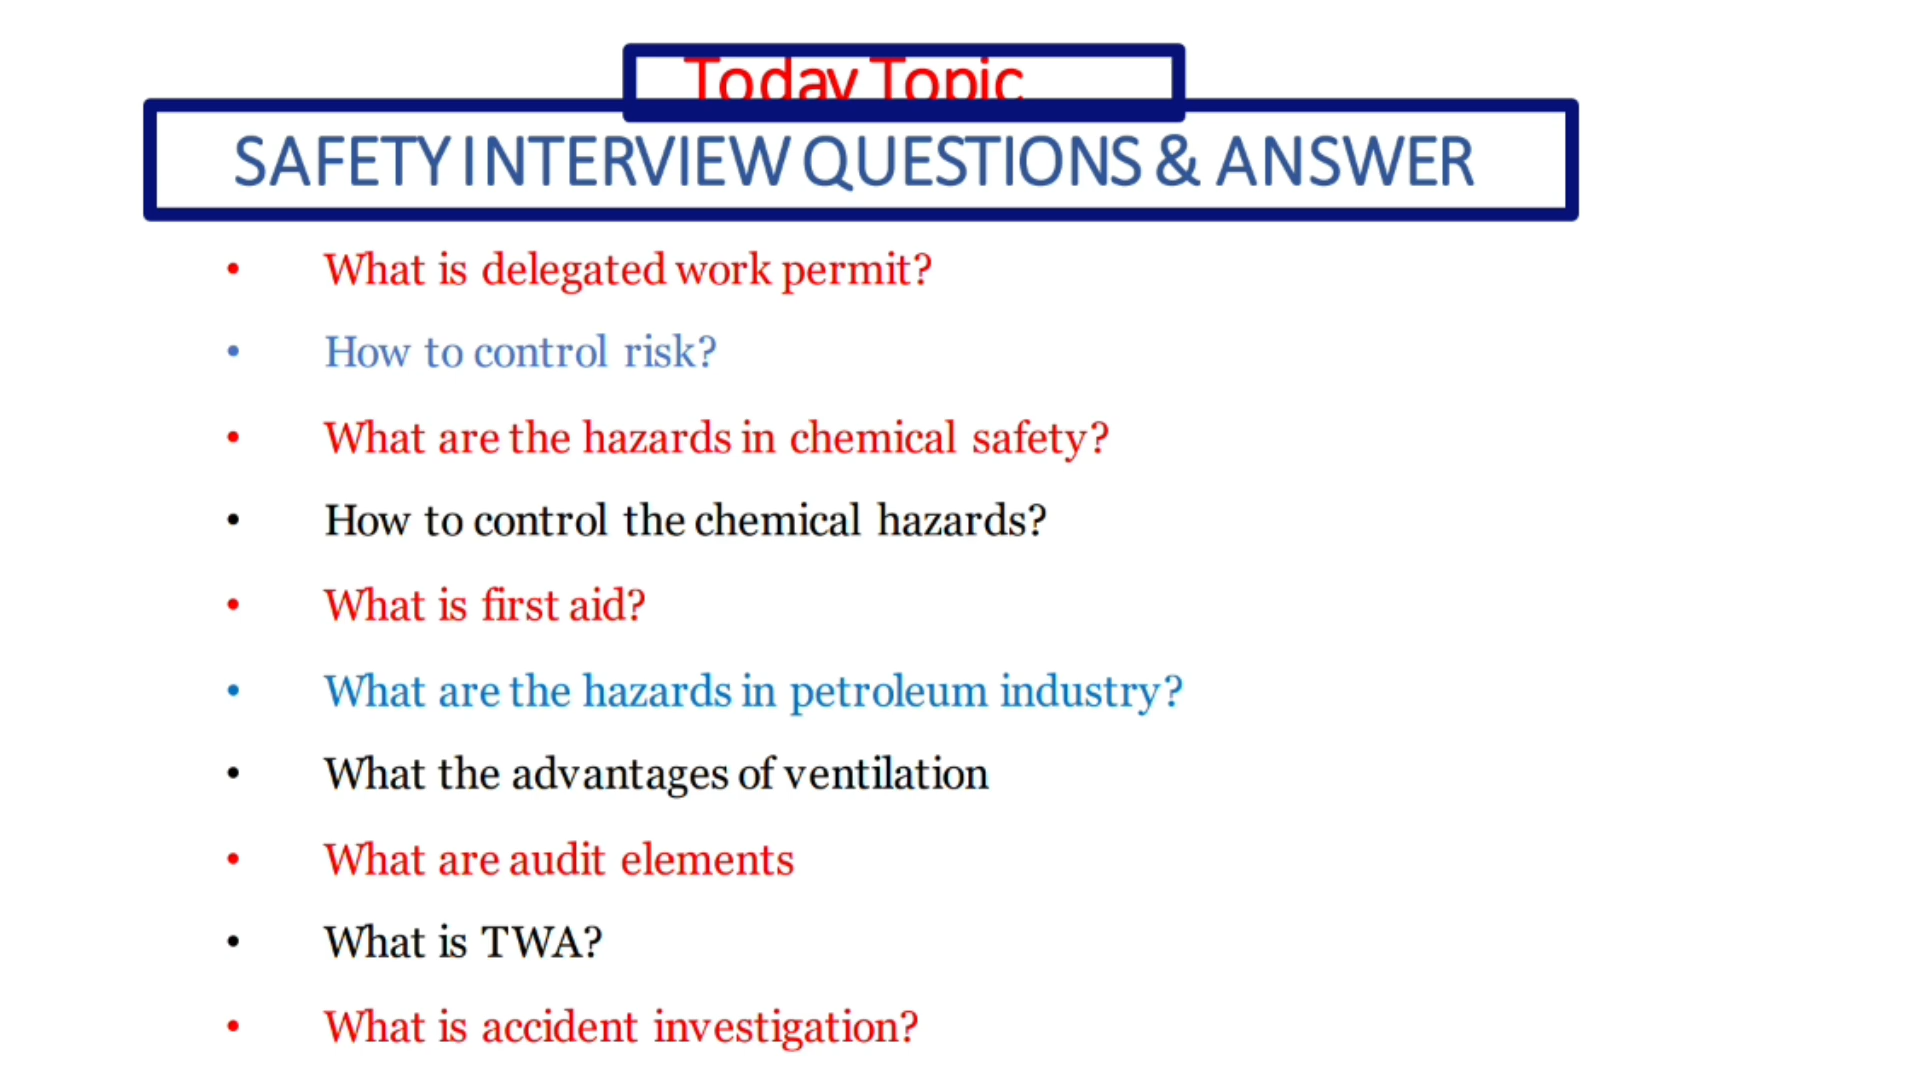 Today Topic
SAFETY INTERVIEW QUESTIONS & ANSWER
• What is delegated work permit?
• How to control risk?
• What are the hazards in chemical safety?
• How to control the chemical hazards?
• What is first aid?
• What are the hazards in petroleum industry?
• What the advantages of ventilation
• What are audit elements
• What is TWA?
• What is accident investigation?